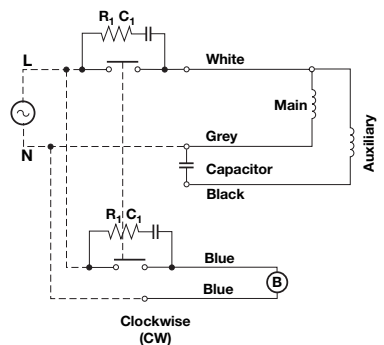 R1 C1
L
White
Main
Auxiliary
N
Grey
Capacitor
Black
R1 C1
Blue
B
Blue
Clockwise
(CW)